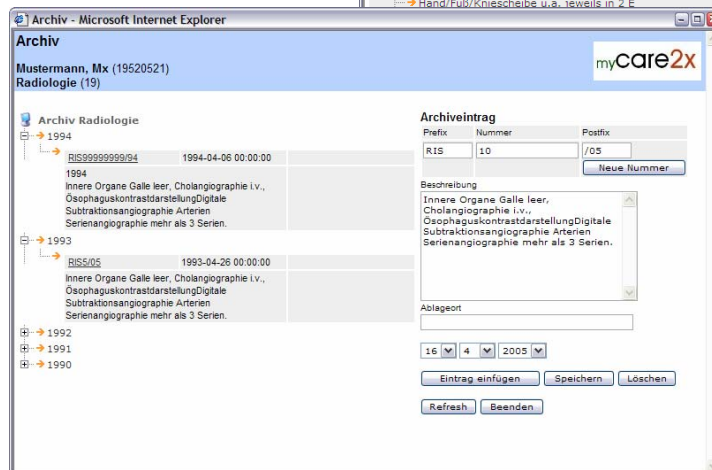 Hand/Fuß/Kniescheibe u.a. jeweils in 2 E
Archiv - Microsoft Internet Explorer
Archiv
Mustermann, Mx (19520521)
Radiologie (19)
mycare2x
Archiv Radiologie
1994
RIS99999999/94 1994-04-06 00:00:00
1994
Innere Organe Galle leer, Cholangiographie i.v.,
ÖsophaguskontrastdarstellungDigitale
Subtraktionsangiographie Arterien
Serienangiographie mehr als 3 Serien.
1993
RIS5/05 1993-04-26 00:00:00
Innere Organe Galle leer, Cholangiographie i.v.,
ÖsophaguskontrastdarstellungDigitale
Subtraktionsangiographie Arterien
Serienangiographie mehr als 3 Serien.
1992
1991
1990
Archiveintrag
Prefix Nummer Postfix
RIS 10 /05
Neue Nummer
Beschreibung
Innere Organe Galle leer,
Cholangiographie i.v.,
ÖsophaguskontrastdarstellungDigitale
Subtraktionsangiographie Arterien
Serienangiographie mehr als 3 Serien.
Ablageort
16 4 2005
Eintrag einfügen Speichern Löschen
Refresh Beenden